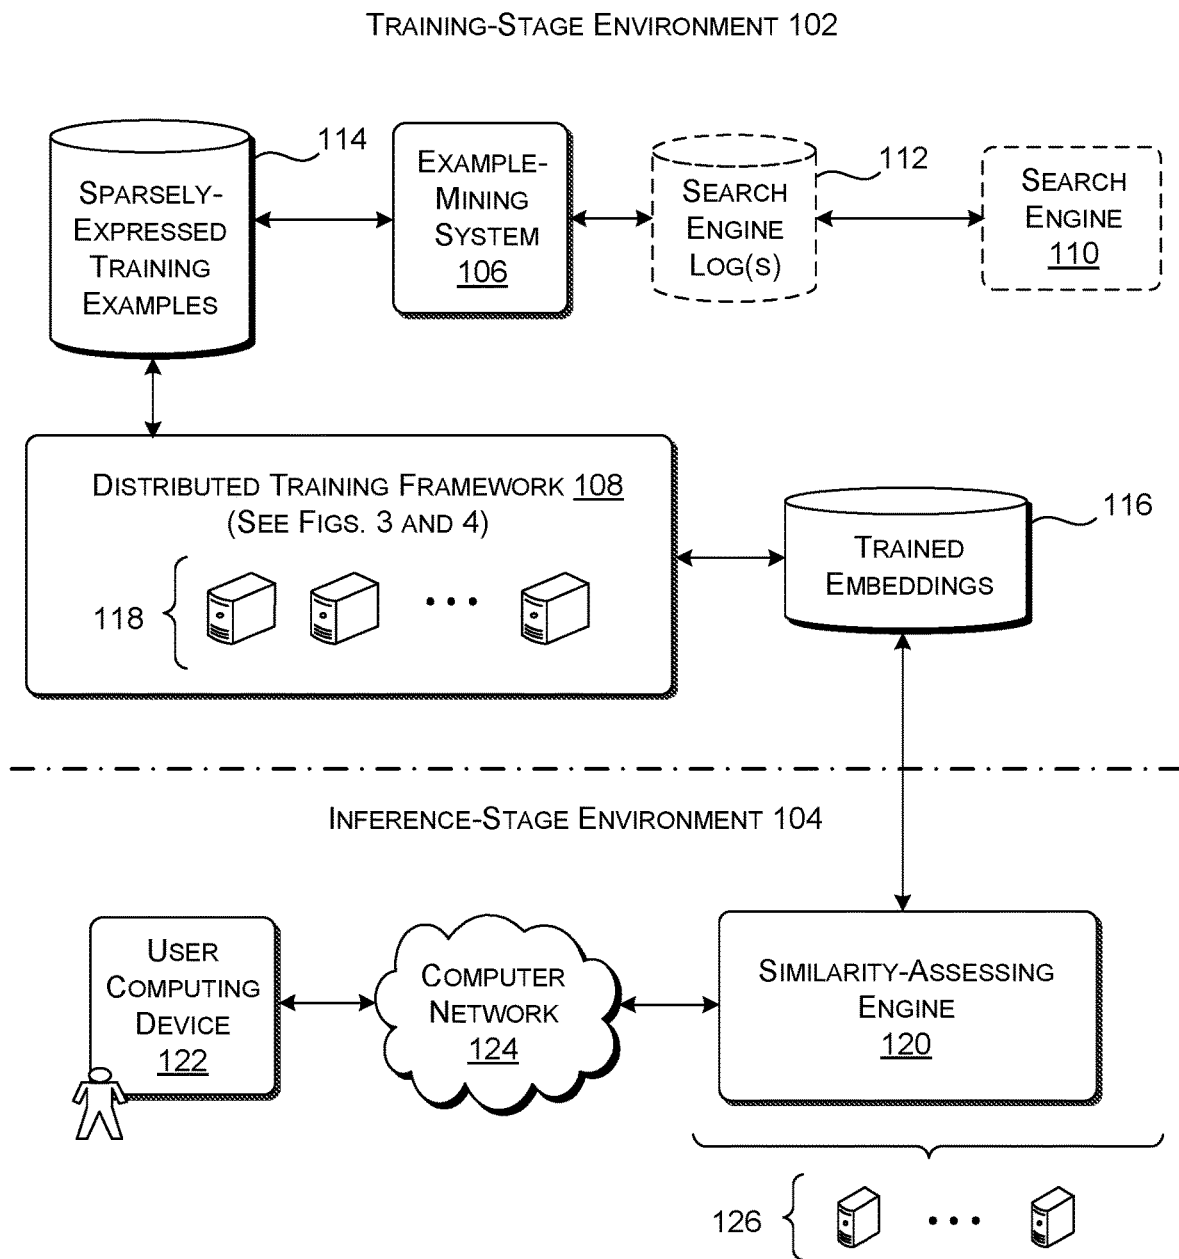 TRAINING-STAGE ENVIRONMENT 102
SPARSELY-
EXPRESSED
TRAINING
EXAMPLES
114
EXAMPLE-
MINING
SYSTEM
106
SEARCH
ENGINE
LOG(S)
112
SEARCH
ENGINE
110
DISTRIBUTED TRAINING FRAMEWORK 108
(SEE FIGS. 3 AND 4)
118
TRAINED
EMBEDDINGS
116
INFERENCE-STAGE ENVIRONMENT 104
USER
COMPUTING
DEVICE
122
COMPUTER
NETWORK
124
SIMILARITY-ASSESSING
ENGINE
120
126